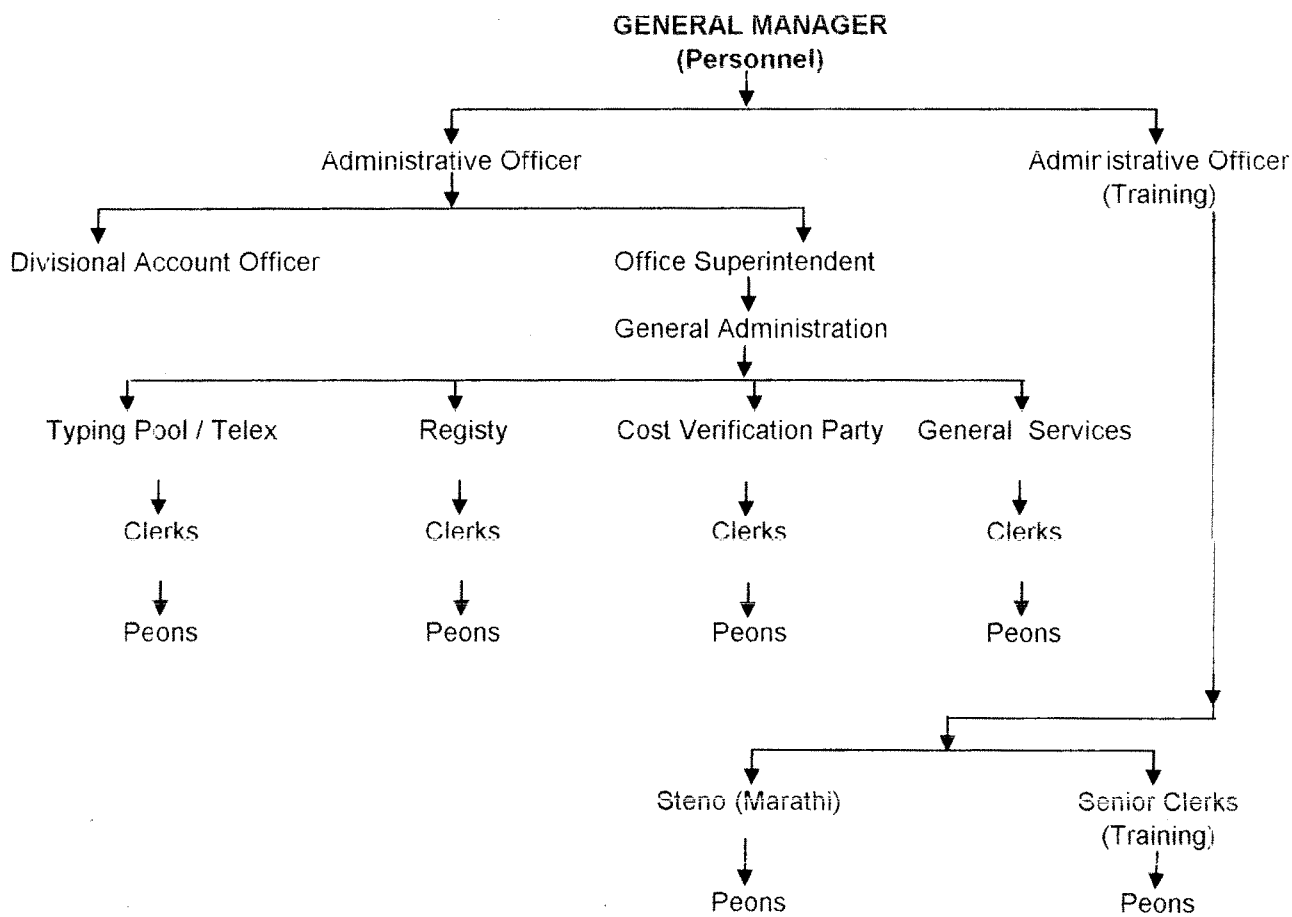 GENERAL MANAGER
(Personnel)
Administrative Officer
Administrative Officer
(Training)
Divisional Account Officer
Office Superintendent
General Administration
Typing Pool / Telex
Registy
Cost Verification Party
General Services
Clerks
Clerks
Clerks
Clerks
Peons
Peons
Peons
Peons
Steno (Marathi)
Senior Clerks
(Training)
Peons
Peons